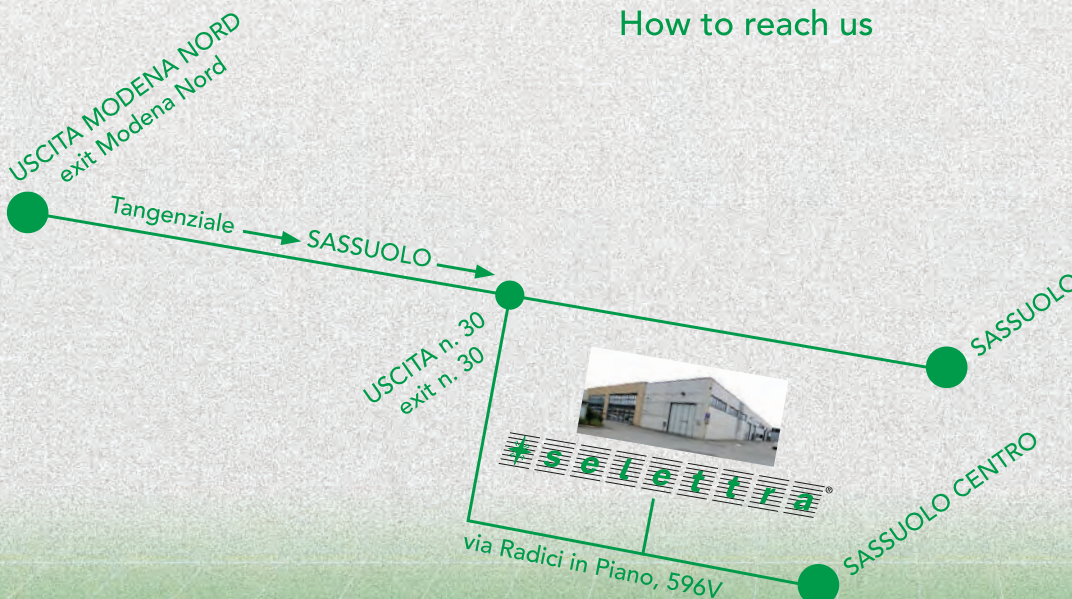 How to reach us
USCITA MODENA NORD
exit Modena Nord
Tangenziale
SASSUOLO
USCITA n. 30
exit n. 30
SASSUOLO
selettra®
via Radici in Piano, 596V
SASSUOLO CENTRO